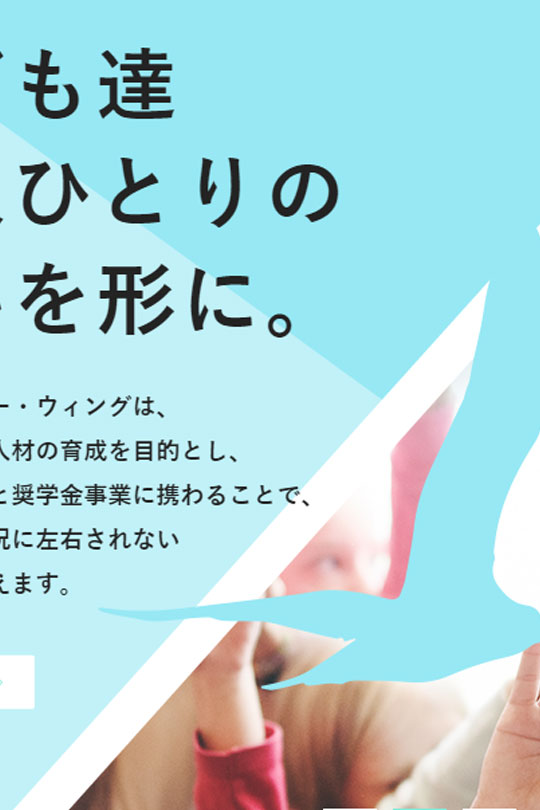 も達
ひとりの
を形に。
ー・ウィングは、
人材の育成を目的とし、
と奨学金事業に携わることで、
況に左右されない
えます。